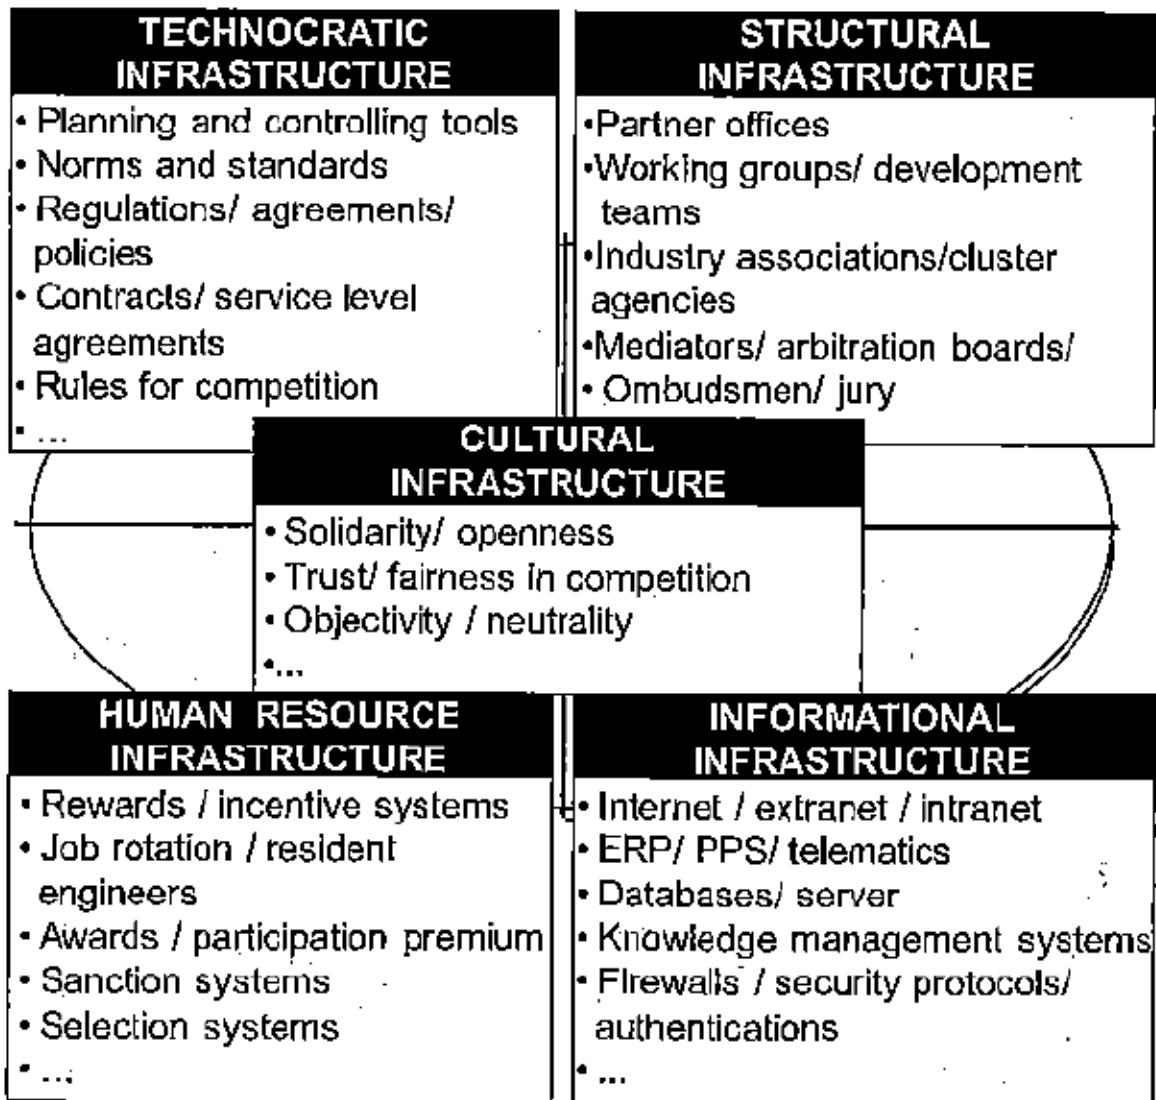 TECHNOCRATIC
INFRASTRUCTURE
• Planning and controlling tools
• Norms and standards
• Regulations/ agreements/
policies
• Contracts/ service level
agreements
• Rules for competition
• ...
STRUCTURAL
INFRASTRUCTURE
•Partner offices
•Working groups/ development
teams
•Industry associations/cluster
agencies
•Mediators/ arbitration boards/
• Ombudsmen/ jury
CULTURAL
INFRASTRUCTURE
• Solidarity/ openness
• Trust/ fairness in competition
• Objectivity / neutrality
•...
HUMAN RESOURCE
INFRASTRUCTURE
• Rewards / incentive systems
• Job rotation / resident
engineers
• Awards / participation premium
• Sanction systems
• Selection systems
• ...
INFORMATIONAL
INFRASTRUCTURE
• Internet / extranet / intranet
• ERP/ PPS/ telematics
• Databases/ server
• Knowledge management systems
• Firewalls / security protocols/
authentications
• ...